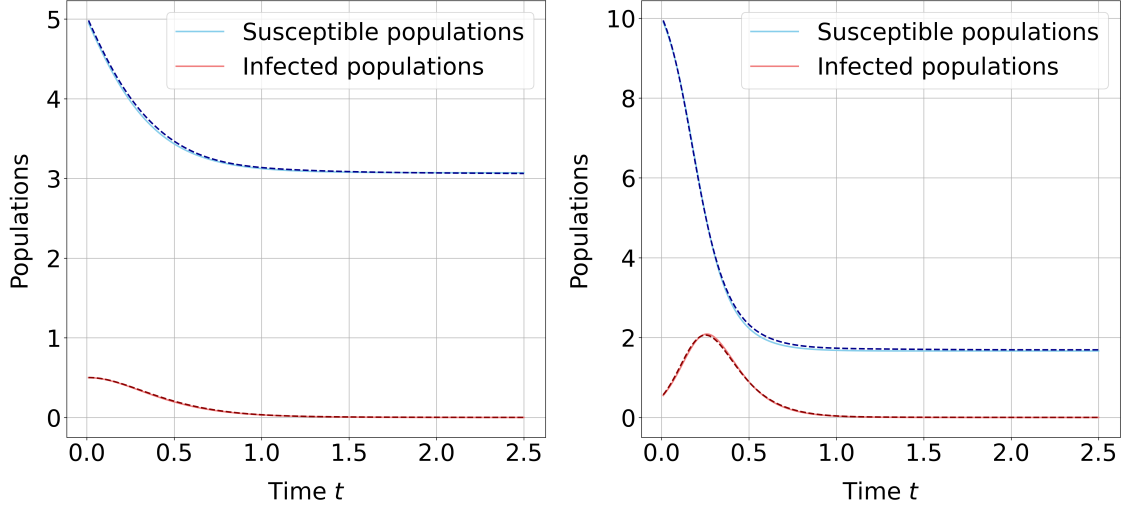 5
4
3
2
1
0
Populations
Susceptible populations
Infected populations
0.0 0.5 1.0 1.5 2.0 2.5
Time t
10
8
6
4
2
0
Populations
Susceptible populations
Infected populations
0.0 0.5 1.0 1.5 2.0 2.5
Time t